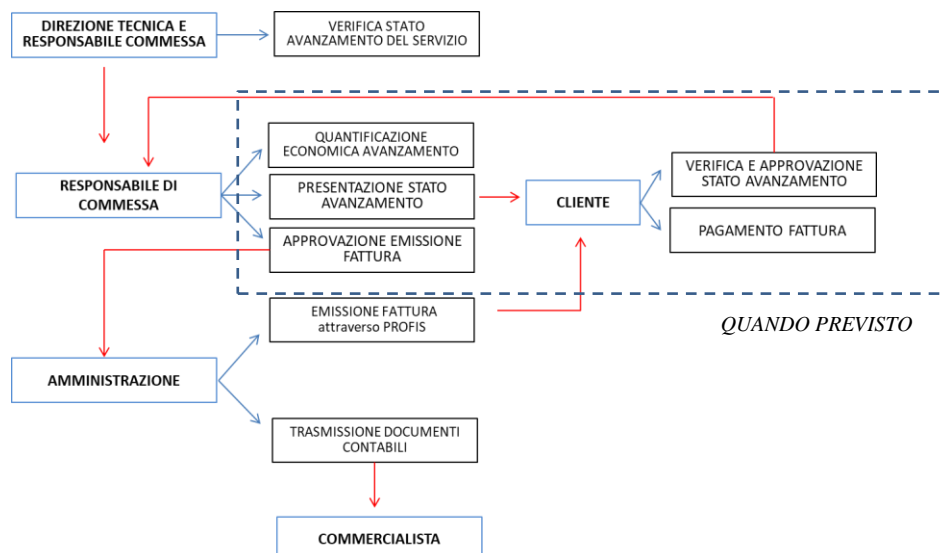 DIREZIONE TECNICA E
RESPONSABILE COMMESSA
VERIFICA STATO
AVANZAMENTO DEL SERVIZIO
QUANTIFICAZIONE
ECONOMICA AVANZAMENTO
VERIFICA E APPROVAZIONE
STATO AVANZAMENTO
RESPONSABILE DI
COMMESSA
PRESENTAZIONE STATO
AVANZAMENTO
CLIENTE
APPROVAZIONE EMISSIONE
FATTURA
PAGAMENTO FATTURA
EMISSIONE FATTURA
attraverso PROFIS
QUANDO PREVISTO
AMMINISTRAZIONE
TRASMISSIONE DOCUMENTI
CONTABILI
COMMERCIALISTA